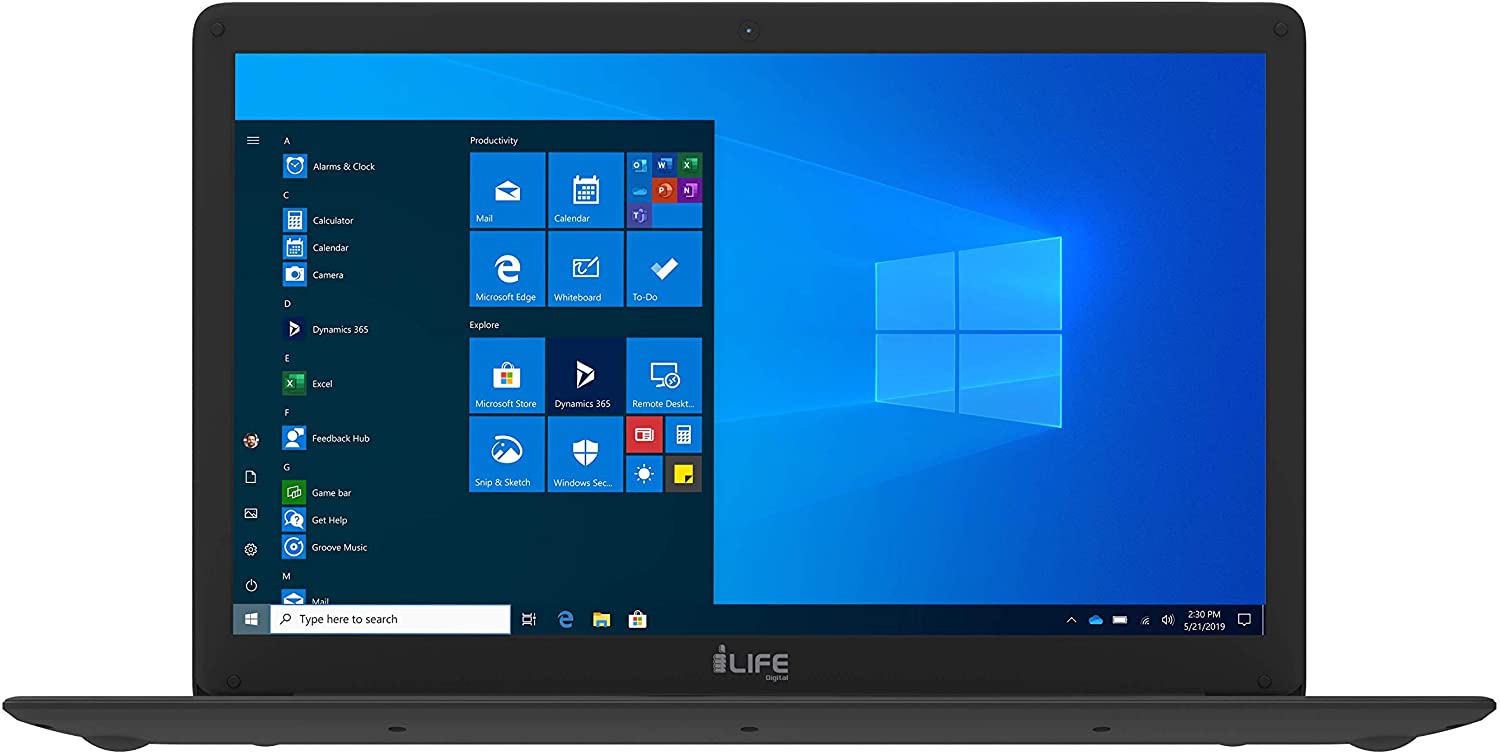 A
Alarms & Clock
C
Calculator
Calendar
Camera
D
Dynamics 365
E
Excel
F
Feedback Hub
G
Game bar
Get Help
Groove Music
M
Mail
Productivity
Mail
Calendar
Microsoft Edge
Whiteboard
To-Do
Explore
Microsoft Store
Dynamics 365
Remote Deskt...
Snip & Sketch
Windows Sec...
Type here to search
2:30 PM
5/21/2019
iLIFE
Digital